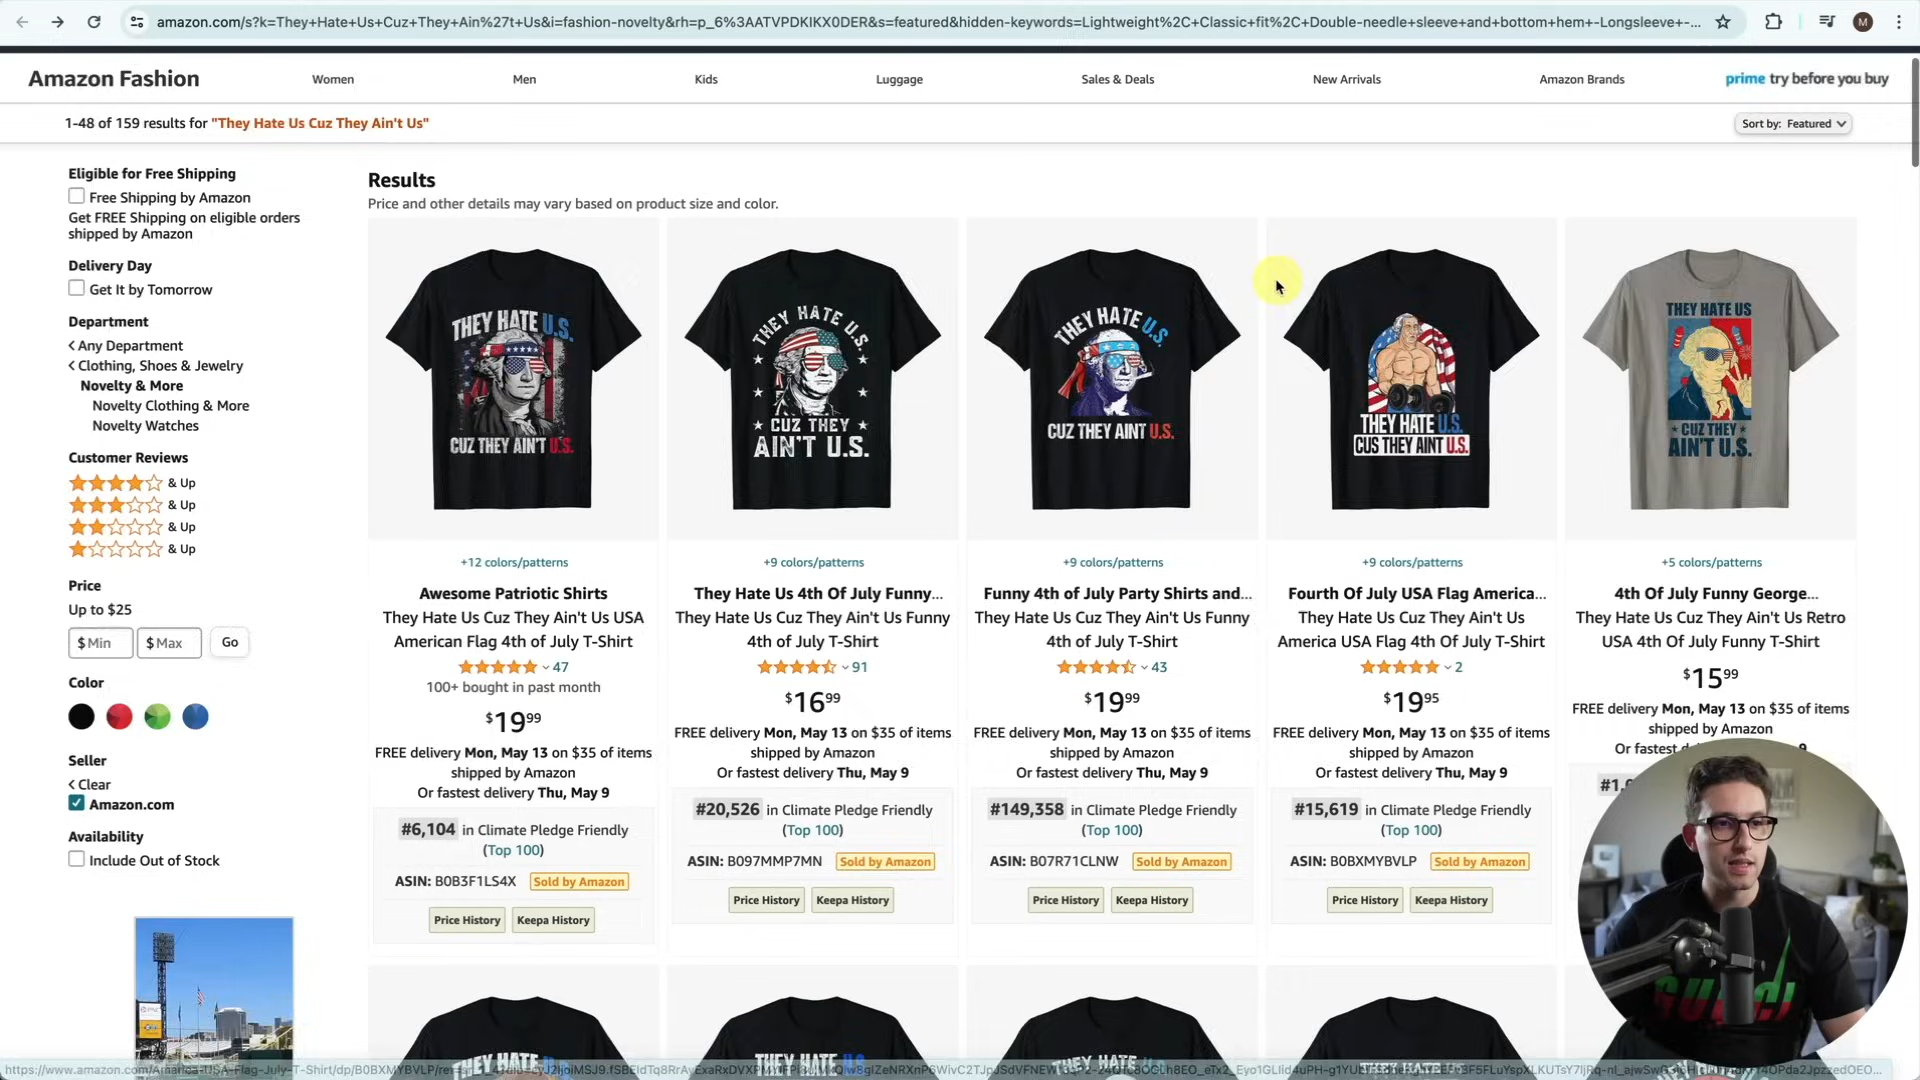 amazon.com/s?k=They+Hate+Us+Cuz+They+Ain%27t+Us&i=fashion-novelty&rh=p_6%3AATVPDKIKX0DER&s=featured&hidden-keywords=Lightweight%2C+Classic+fit%2C+Double-needle+sleeve+and+bottom+hem+-Longsleeve+-...
M
Amazon Fashion
Women
Men
Kids
Luggage
Sales & Deals
New Arrivals
Amazon Brands
prime try before you buy
1-48 of 159 results for "They Hate Us Cuz They Ain't Us"
Sort by: Featured
Eligible for Free Shipping
Free Shipping by Amazon
Get FREE Shipping on eligible orders
shipped by Amazon
Delivery Day
Get It by Tomorrow
Department
Any Department
Clothing, Shoes & Jewelry
Novelty & More
Novelty Clothing & More
Novelty Watches
Customer Reviews
& Up
& Up
& Up
& Up
Price
Up to $25
$ Min
$ Max
Go
Color
Seller
Clear
Amazon.com
Availability
Include Out of Stock
Results
Price and other details may vary based on product size and color.
THEY HATE U.S.
CUZ THEY AIN'T U.S.
+12 colors/patterns
Awesome Patriotic Shirts
They Hate Us Cuz They Ain't Us USA
American Flag 4th of July T-Shirt
47
100+ bought in past month
$19 99
FREE delivery Mon, May 13 on $35 of items
shipped by Amazon
Or fastest delivery Thu, May 9
#6,104 in Climate Pledge Friendly
(Top 100)
ASIN: B0B3F1LS4X Sold by Amazon
Price History Keepa History
THEY HATE U.S.
CUZ THEY
AIN'T U.S.
+9 colors/patterns
They Hate Us 4th Of July Funny...
They Hate Us Cuz They Ain't Us Funny
4th of July T-Shirt
91
$16 99
FREE delivery Mon, May 13 on $35 of items
shipped by Amazon
Or fastest delivery Thu, May 9
#20,526 in Climate Pledge Friendly
(Top 100)
ASIN: B097MMP7MN Sold by Amazon
Price History Keepa History
THEY HATE U.S.
CUZ THEY AINT U.S.
+9 colors/patterns
Funny 4th of July Party Shirts and...
They Hate Us Cuz They Ain't Us Funny
4th of July T-Shirt
43
$19 99
FREE delivery Mon, May 13 on $35 of items
shipped by Amazon
Or fastest delivery Thu, May 9
#149,358 in Climate Pledge Friendly
(Top 100)
ASIN: B07R71CLNW Sold by Amazon
Price History Keepa History
THEY HATE U.S.
CUS THEY AINT U.S.
+9 colors/patterns
Fourth Of July USA Flag America...
They Hate Us Cuz They Ain't Us
America USA Flag 4th Of July T-Shirt
2
$19 95
FREE delivery Mon, May 13 on $35 of items
shipped by Amazon
Or fastest delivery Thu, May 9
#15,619 in Climate Pledge Friendly
(Top 100)
ASIN: B0BXMYBVLP Sold by Amazon
Price History Keepa History
THEY HATE US
CUZ THEY
AIN'T U.S.
+5 colors/patterns
4th Of July Funny George...
They Hate Us Cuz They Ain't Us Retro
USA 4th Of July Funny T-Shirt
$15 99
FREE delivery Mon, May 13 on $35 of items
shipped by Amazon
Or fastest
THEY HATE
THEY HATE
THEY HATE